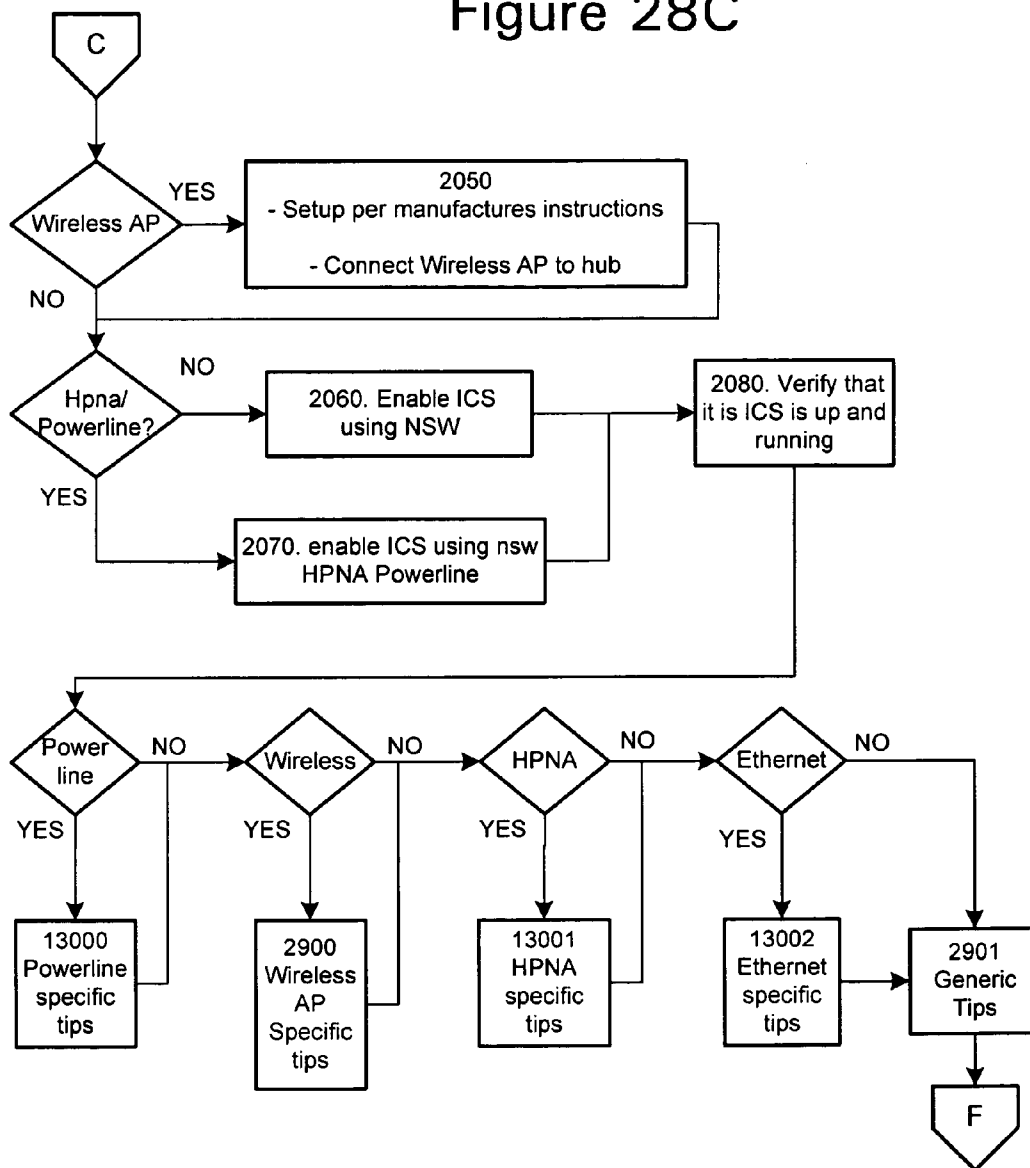 Figure 28C
C
Wireless AP
YES
NO
2050
- Setup per manufactures instructions
- Connect Wireless AP to hub
Hpna/
Powerline?
NO
YES
2060. Enable ICS
using NSW
2070. enable ICS using nsw
HPNA Powerline
2080. Verify that
it is ICS is up and
running
Power
line
NO
YES
Wireless
NO
YES
HPNA
NO
YES
Ethernet
NO
YES
13000
Powerline
specific
tips
2900
Wireless
AP
Specific
tips
13001
HPNA
specific
tips
13002
Ethernet
specific
tips
2901
Generic
Tips
F